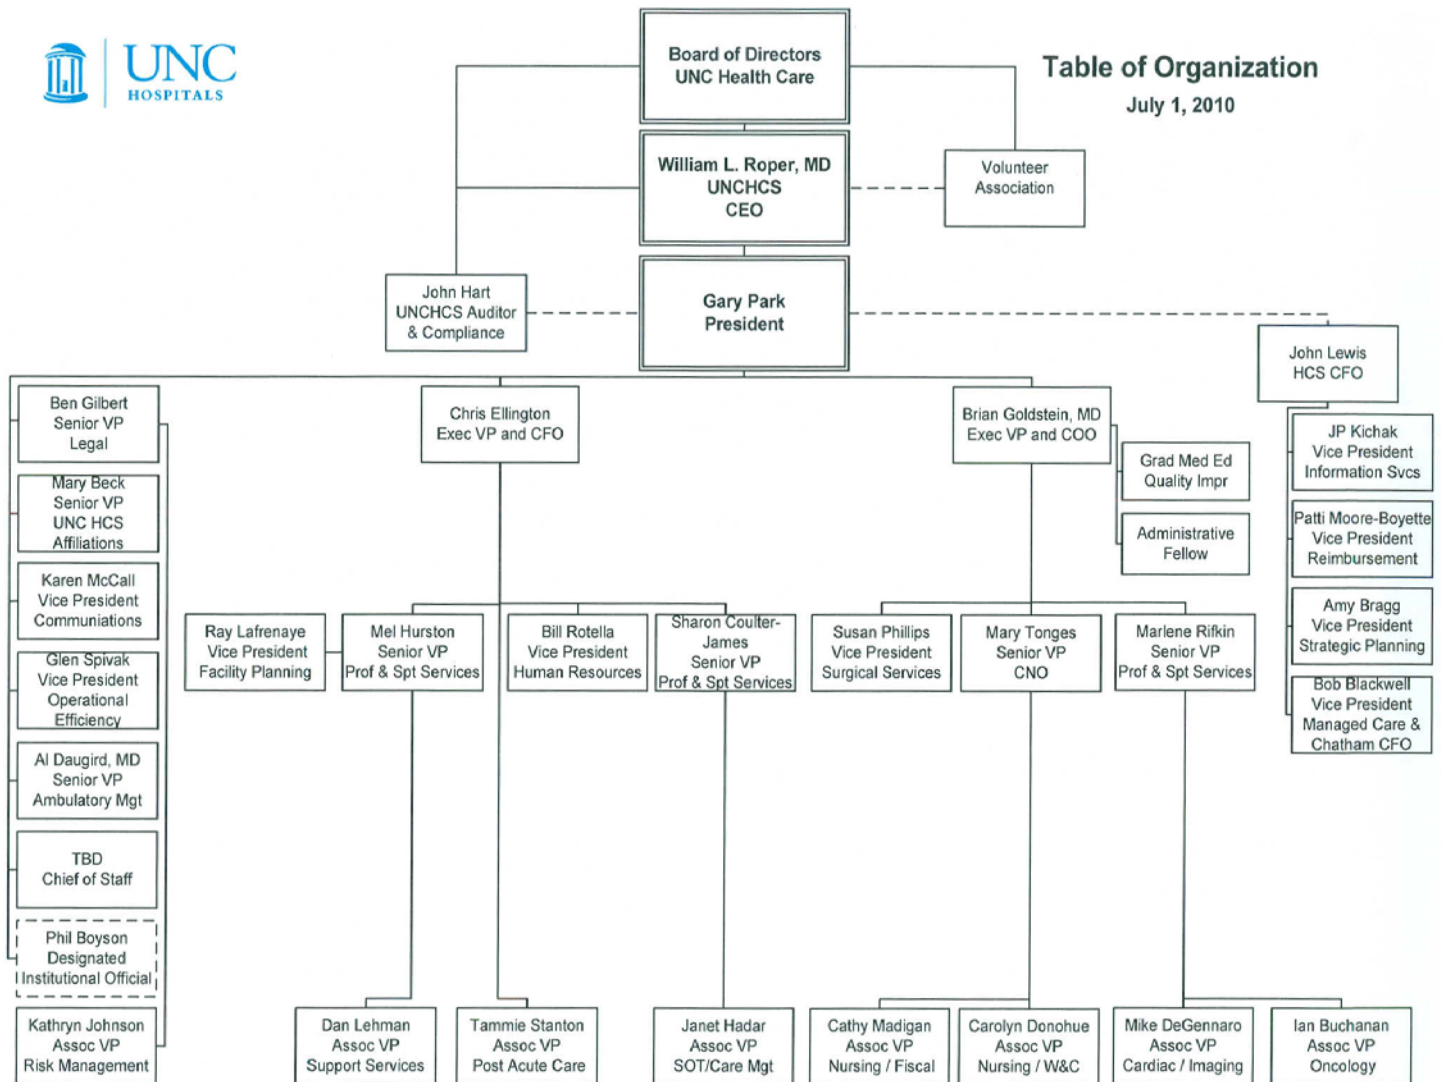 UNC
HOSPITALS
Table of Organization
July 1, 2010
Board of Directors
UNC Health Care
William L. Roper, MD
UNCHCS
CEO
Volunteer
Association
John Hart
UNCHCS Auditor
& Compliance
Gary Park
President
John Lewis
HCS CFO
Ben Gilbert
Senior VP
Legal
Mary Beck
Senior VP
UNC HCS
Affiliations
Karen McCall
Vice President
Communiations
Glen Spivak
Vice President
Operational
Efficiency
Al Daugird, MD
Senior VP
Ambulatory Mgt
TBD
Chief of Staff
Phil Boyson
Designated
Institutional Official
Kathryn Johnson
Assoc VP
Risk Management
Chris Ellington
Exec VP and CFO
Brian Goldstein, MD
Exec VP and COO
Grad Med Ed
Quality Impr
Administrative
Fellow
JP Kichak
Vice President
Information Svcs
Patti Moore-Boyette
Vice President
Reimbursement
Amy Bragg
Vice President
Strategic Planning
Bob Blackwell
Vice President
Managed Care &
Chatham CFO
Ray Lafrenaye
Vice President
Facility Planning
Mel Hurston
Senior VP
Prof & Spt Services
Bill Rotella
Vice President
Human Resources
Sharon Coulter-
James
Senior VP
Prof & Spt Services
Susan Phillips
Vice President
Surgical Services
Mary Tonges
Senior VP
CNO
Marlene Rifkin
Senior VP
Prof & Spt Services
Dan Lehman
Assoc VP
Support Services
Tammie Stanton
Assoc VP
Post Acute Care
Janet Hadar
Assoc VP
SOT/Care Mgt
Cathy Madigan
Assoc VP
Nursing / Fiscal
Carolyn Donohue
Assoc VP
Nursing / W&C
Mike DeGennaro
Assoc VP
Cardiac / Imaging
Ian Buchanan
Assoc VP
Oncology